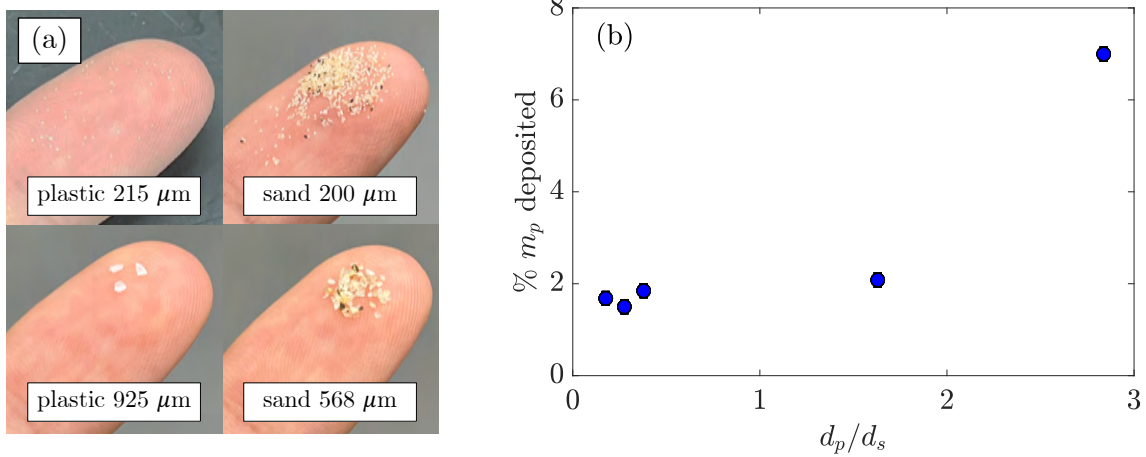 (a)
plastic 215 μm
sand 200 μm
plastic 925 μm
sand 568 μm
(b)
% m_p deposited
8
6
4
2
0
0 1 2 3
d_p/d_s